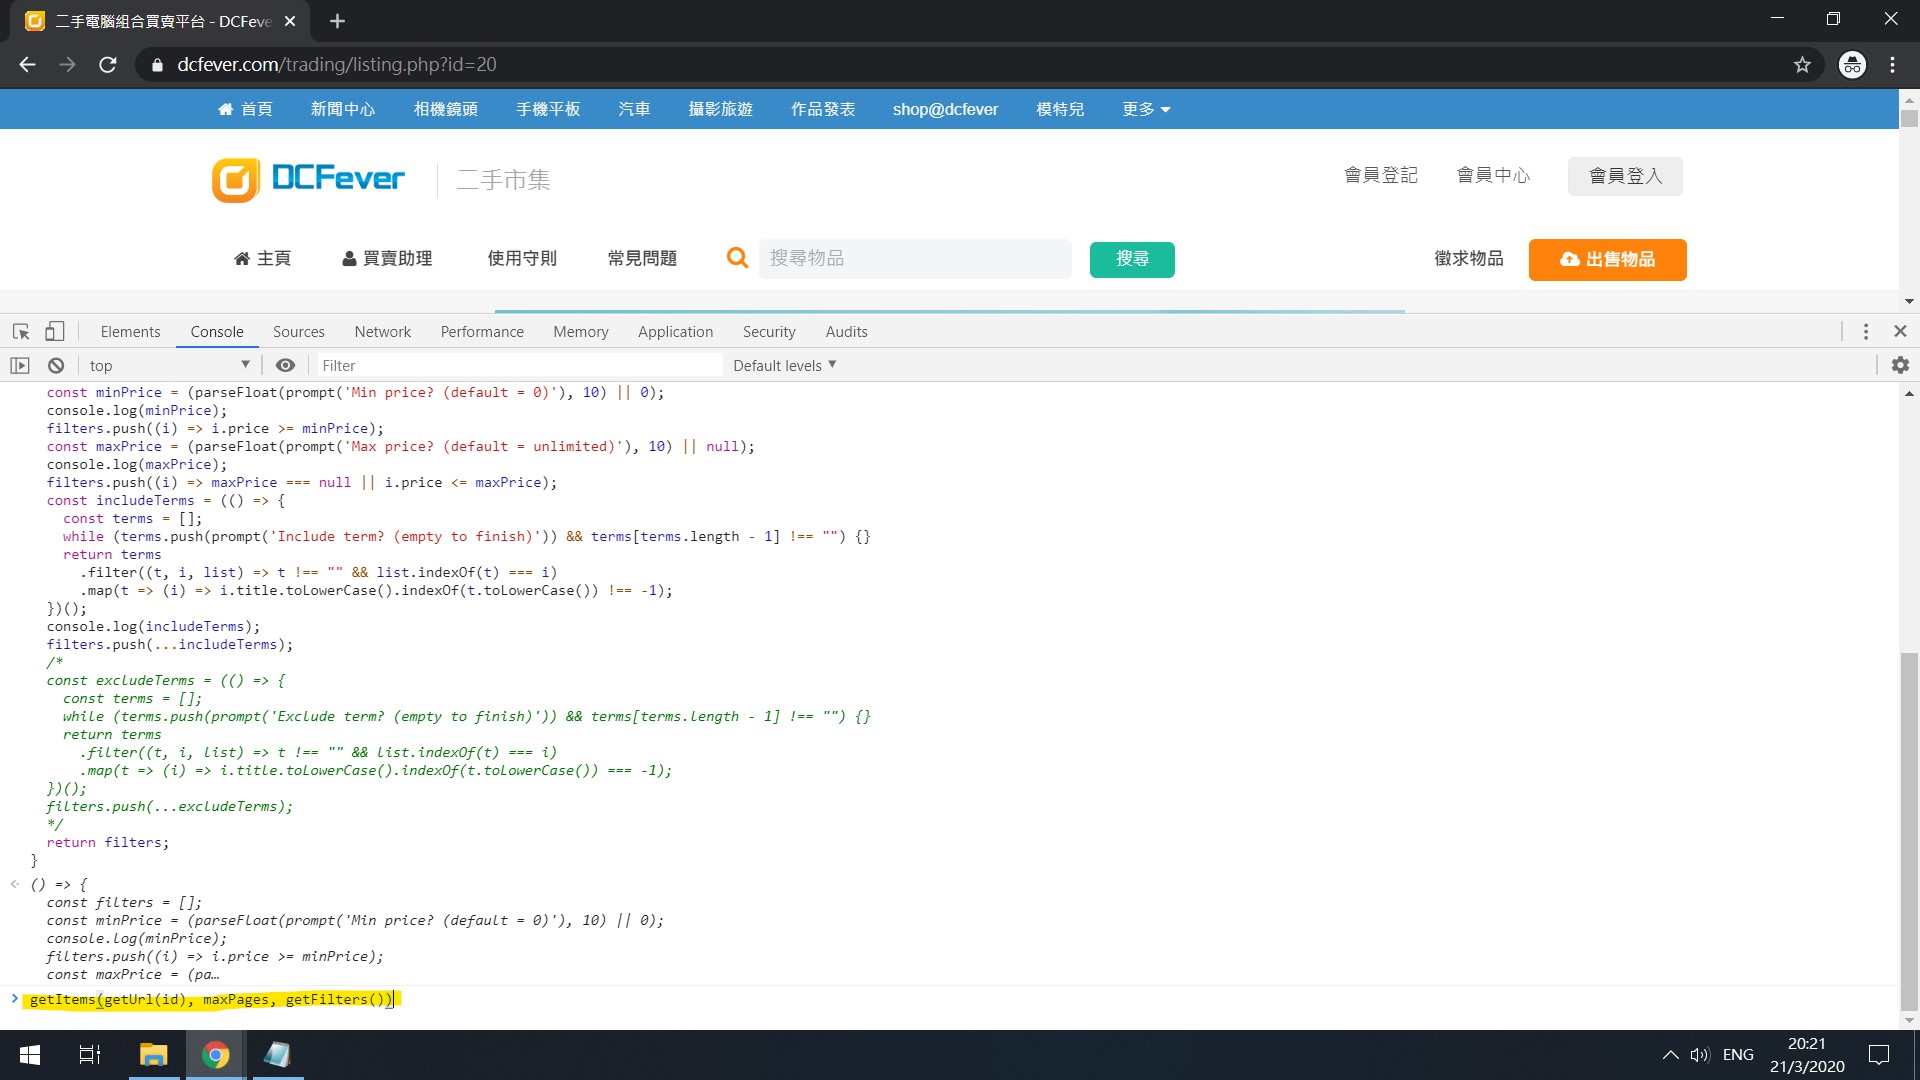 二手電腦組合買賣平台 - DCFeve
dcfever.com/trading/listing.php?id=20
首頁 新聞中心 相機鏡頭 手機平板 汽車 攝影旅遊 作品發表 shop@dcfever 模特兒 更多
DCFever 二手市集 會員登記 會員中心 會員登入
主頁 買賣助理 使用守則 常見問題 搜尋物品 搜尋 徵求物品 出售物品
Elements Console Sources Network Performance Memory Application Security Audits
top Filter Default levels
const minPrice = (parseFloat(prompt('Min price? (default = 0)'), 10) || 0);
console.log(minPrice);
filters.push((i) => i.price >= minPrice);
const maxPrice = (parseFloat(prompt('Max price? (default = unlimited)'), 10) || null);
console.log(maxPrice);
filters.push((i) => maxPrice === null || i.price <= maxPrice);
const includeTerms = (() => {
const terms = [];
while (terms.push(prompt('Include term? (empty to finish)')) && terms[terms.length - 1] !== "") {}
return terms
.filter((t, i, list) => t !== "" && list.indexOf(t) === i)
.map(t => (i) => i.title.toLowerCase().indexOf(t.toLowerCase()) !== -1);
})();
console.log(includeTerms);
filters.push(...includeTerms);
/*
const excludeTerms = (() => {
const terms = [];
while (terms.push(prompt('Exclude term? (empty to finish)')) && terms[terms.length - 1] !== "") {}
return terms
.filter((t, i, list) => t !== "" && list.indexOf(t) === i)
.map(t => (i) => i.title.toLowerCase().indexOf(t.toLowerCase()) === -1);
})();
filters.push(...excludeTerms);
*/
return filters;
}
() => {
const filters = [];
const minPrice = (parseFloat(prompt('Min price? (default = 0)'), 10) || 0);
console.log(minPrice);
filters.push((i) => i.price >= minPrice);
const maxPrice = (pa…
getItems(getUrl(id), maxPages, getFilters())
ENG
20:21
21/3/2020